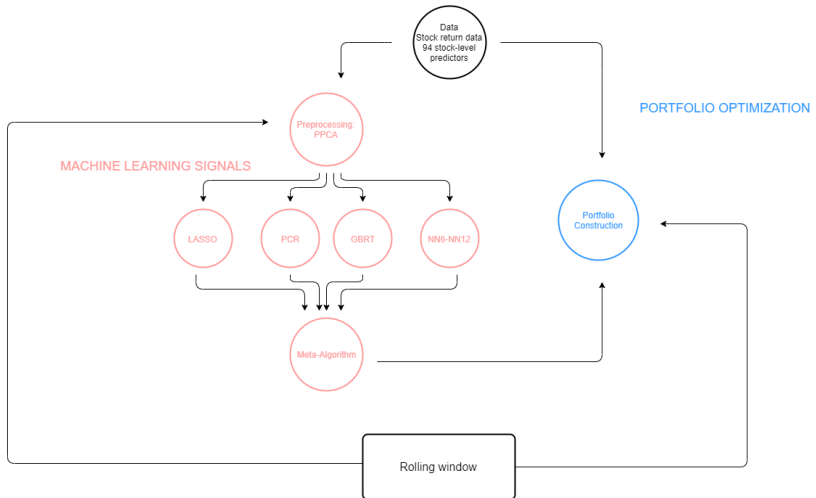 Data
Stock return data
94 stock-level
predictors
PORTFOLIO OPTIMIZATION
Preprocessing:
PPCA
MACHINE LEARNING SIGNALS
LASSO
PCR
GBRT
NN6-NN12
Portfolio
Construction
Meta-Algorithm
Rolling window